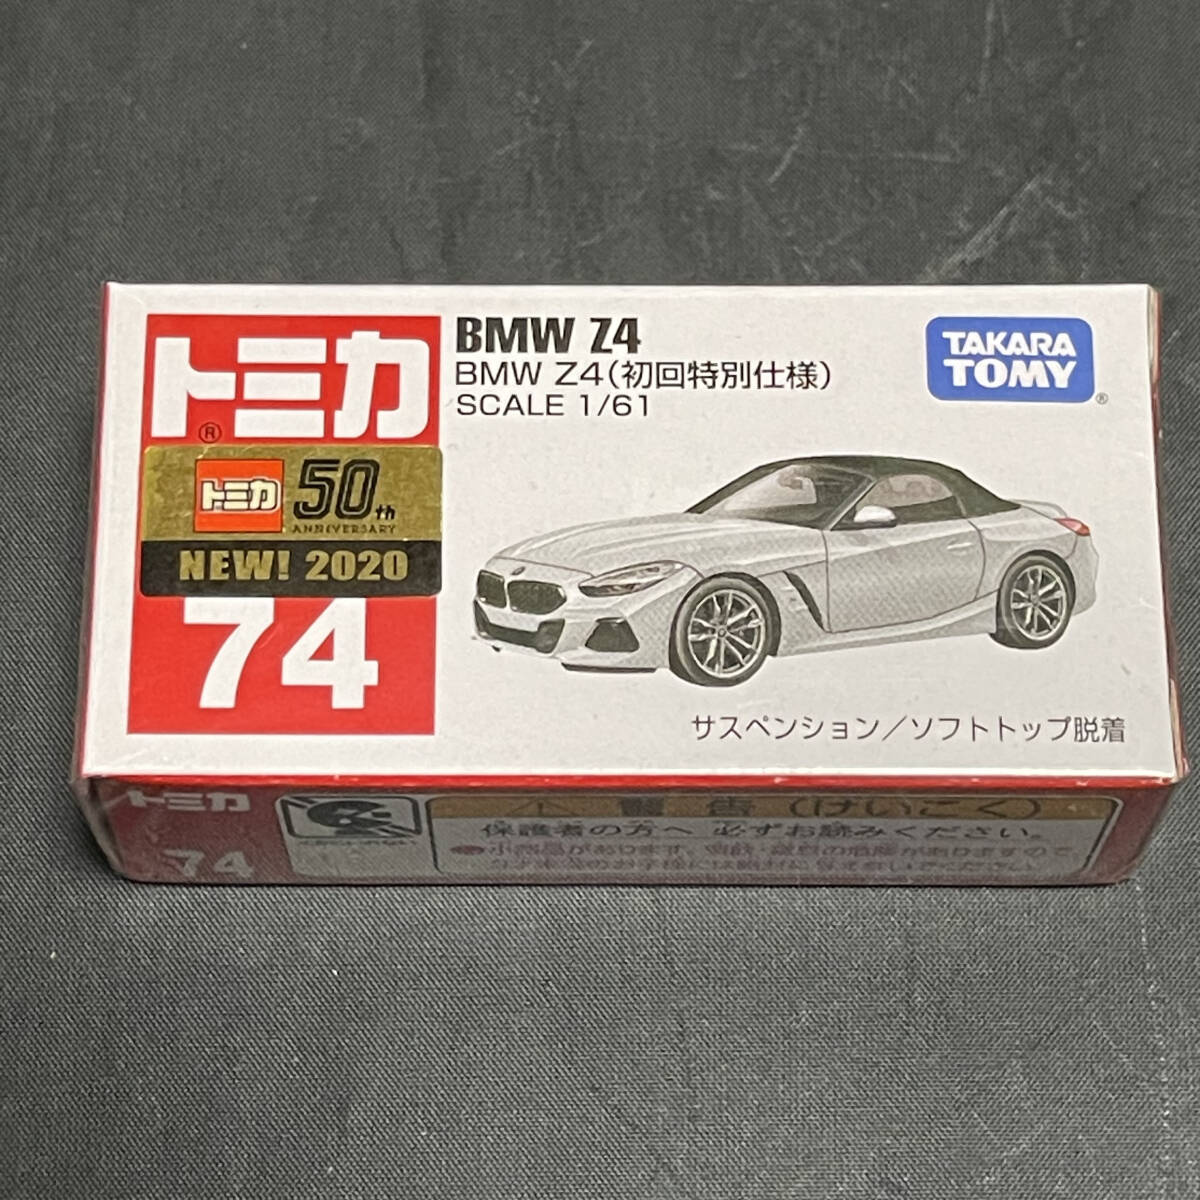 トミカ
®
BMW Z4
BMW Z4(初回特別仕様)
SCALE 1/61
TAKARA
TOMY
®
トミカ 50th
ANNIVERSARY
NEW! 2020
74
サスペンション/ソフトトップ脱着
トミカ
74
警告(けいこく)
保護者の方へ 必ずお読みください。